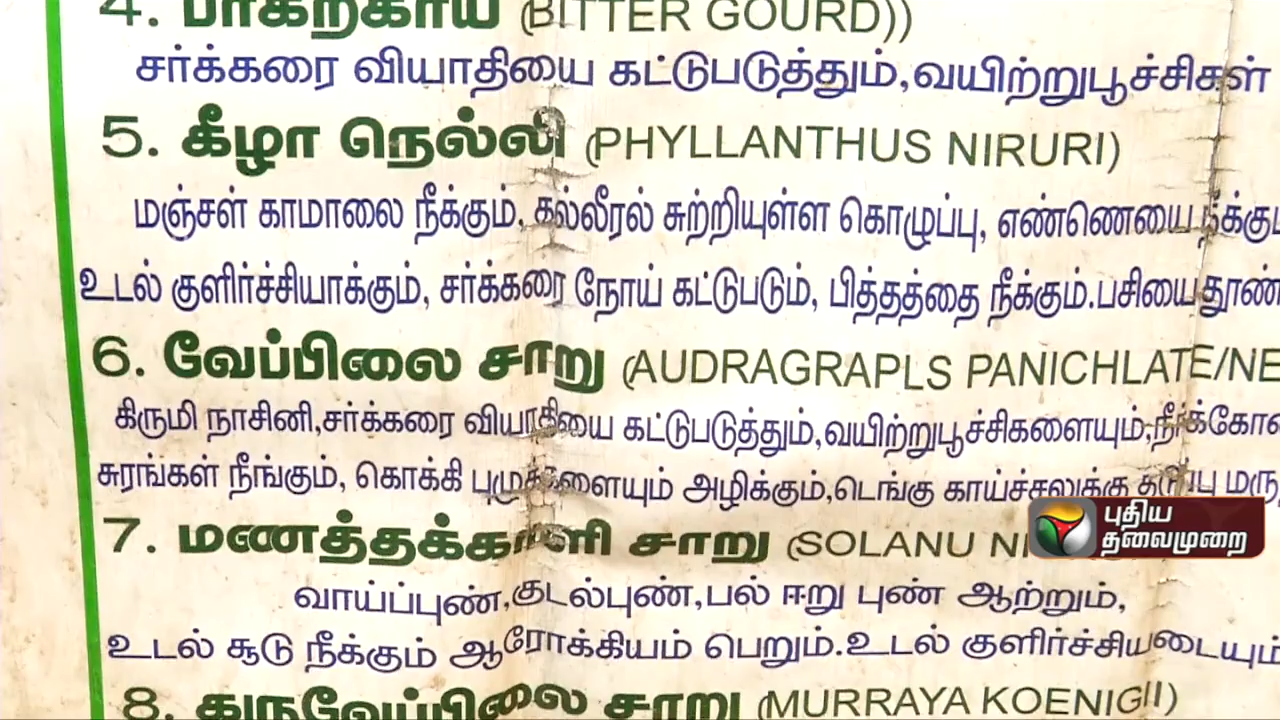 4. பாகற்காய் (BITTER GOURD))
சர்க்கரை வியாதியை கட்டுபடுத்தும்,வயிற்றுபூச்சிகள்
5. கீழா நெல்லி (PHYLLANTHUS NIRURI)
மஞ்சள் காமாலை நீக்கும், கல்லீரல் சுற்றியுள்ள கொழுப்பு, எண்ணெயை
உடல் குளிர்ச்சியாக்கும், சர்க்கரை நோய் கட்டுபடும், பித்தத்தை நீக்கும்.பசியை
6. வேப்பிலை சாறு (AUDRAGRAPLS PANICHLATE/NE
கிருமி நாசினி,சர்க்கரை வியாதியை கட்டுபடுத்தும்,வயிற்றுபூச்சிகளையும்,
சுரங்கள் நீங்கும், கொக்கி புழுக்களையும் அழிக்கும்,டெங்கு காய்ச்சலுக்கு தடுப்பு
7. மணத்தக்காளி சாறு (SOLANU
புதிய
தலைமுறை
வாய்ப்புண்,குடல்புண்,பல் ஈறு புண் ஆற்றும்,
உடல் சூடு நீக்கும் ஆரோக்கியம் பெறும்.உடல் குளிர்ச்சியடையும்
8. கருவேப்பிலை சாறு (MURRAYA KOENIGII)